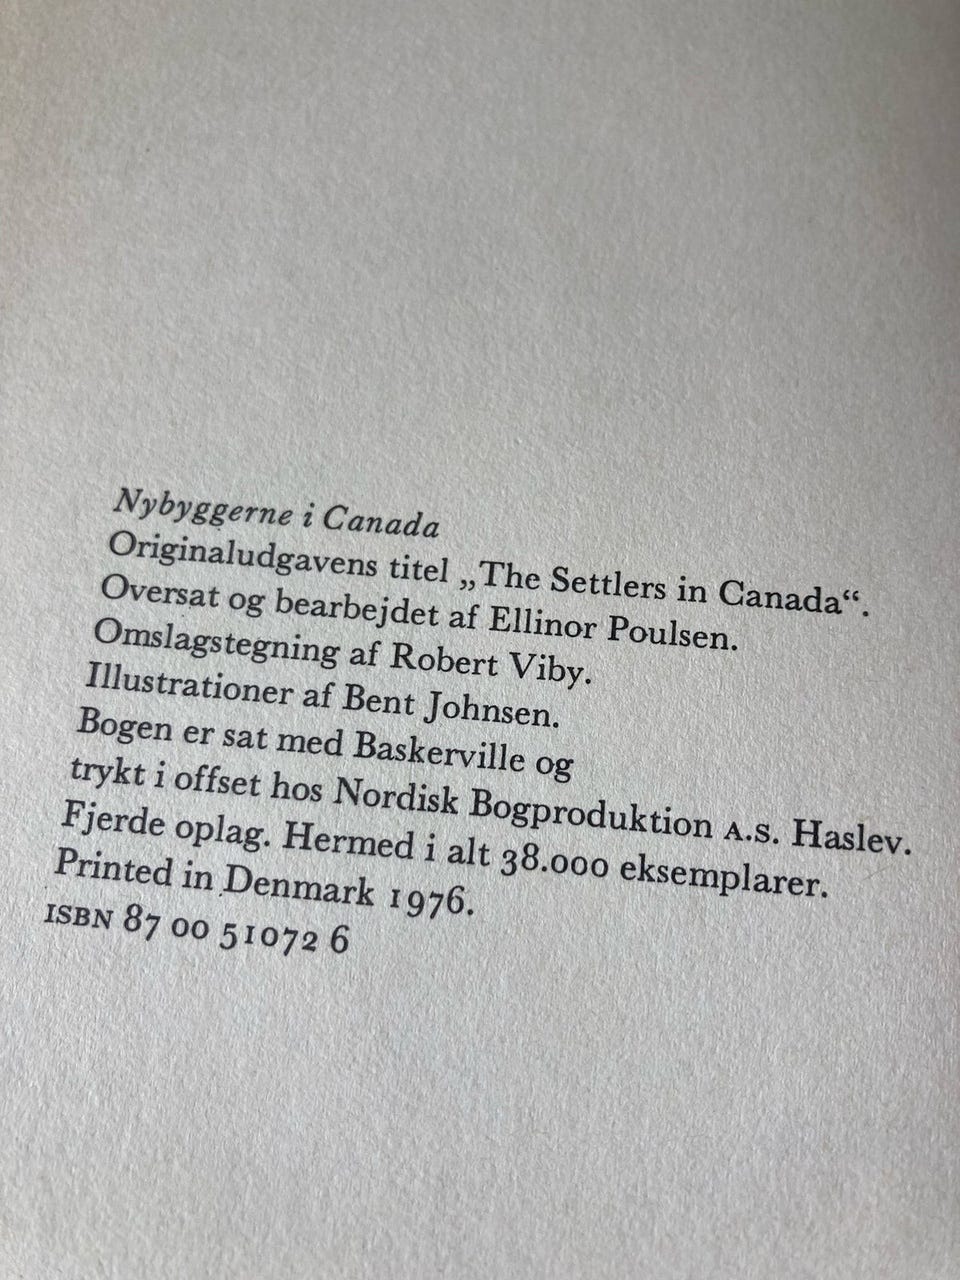 Nybyggerne i Canada
Originaludgavens titel „The Settlers in Canada“.
Oversat og bearbejdet af Ellinor Poulsen.
Omslagstegning af Robert Viby.
Illustrationer af Bent Johnsen.
Bogen er sat med Baskerville og
trykt i offset hos Nordisk Bogproduktion A.S. Haslev.
Fjerde oplag. Hermed i alt 38.000 eksemplarer.
Printed in Denmark 1976.
ISBN 87 00 51072 6